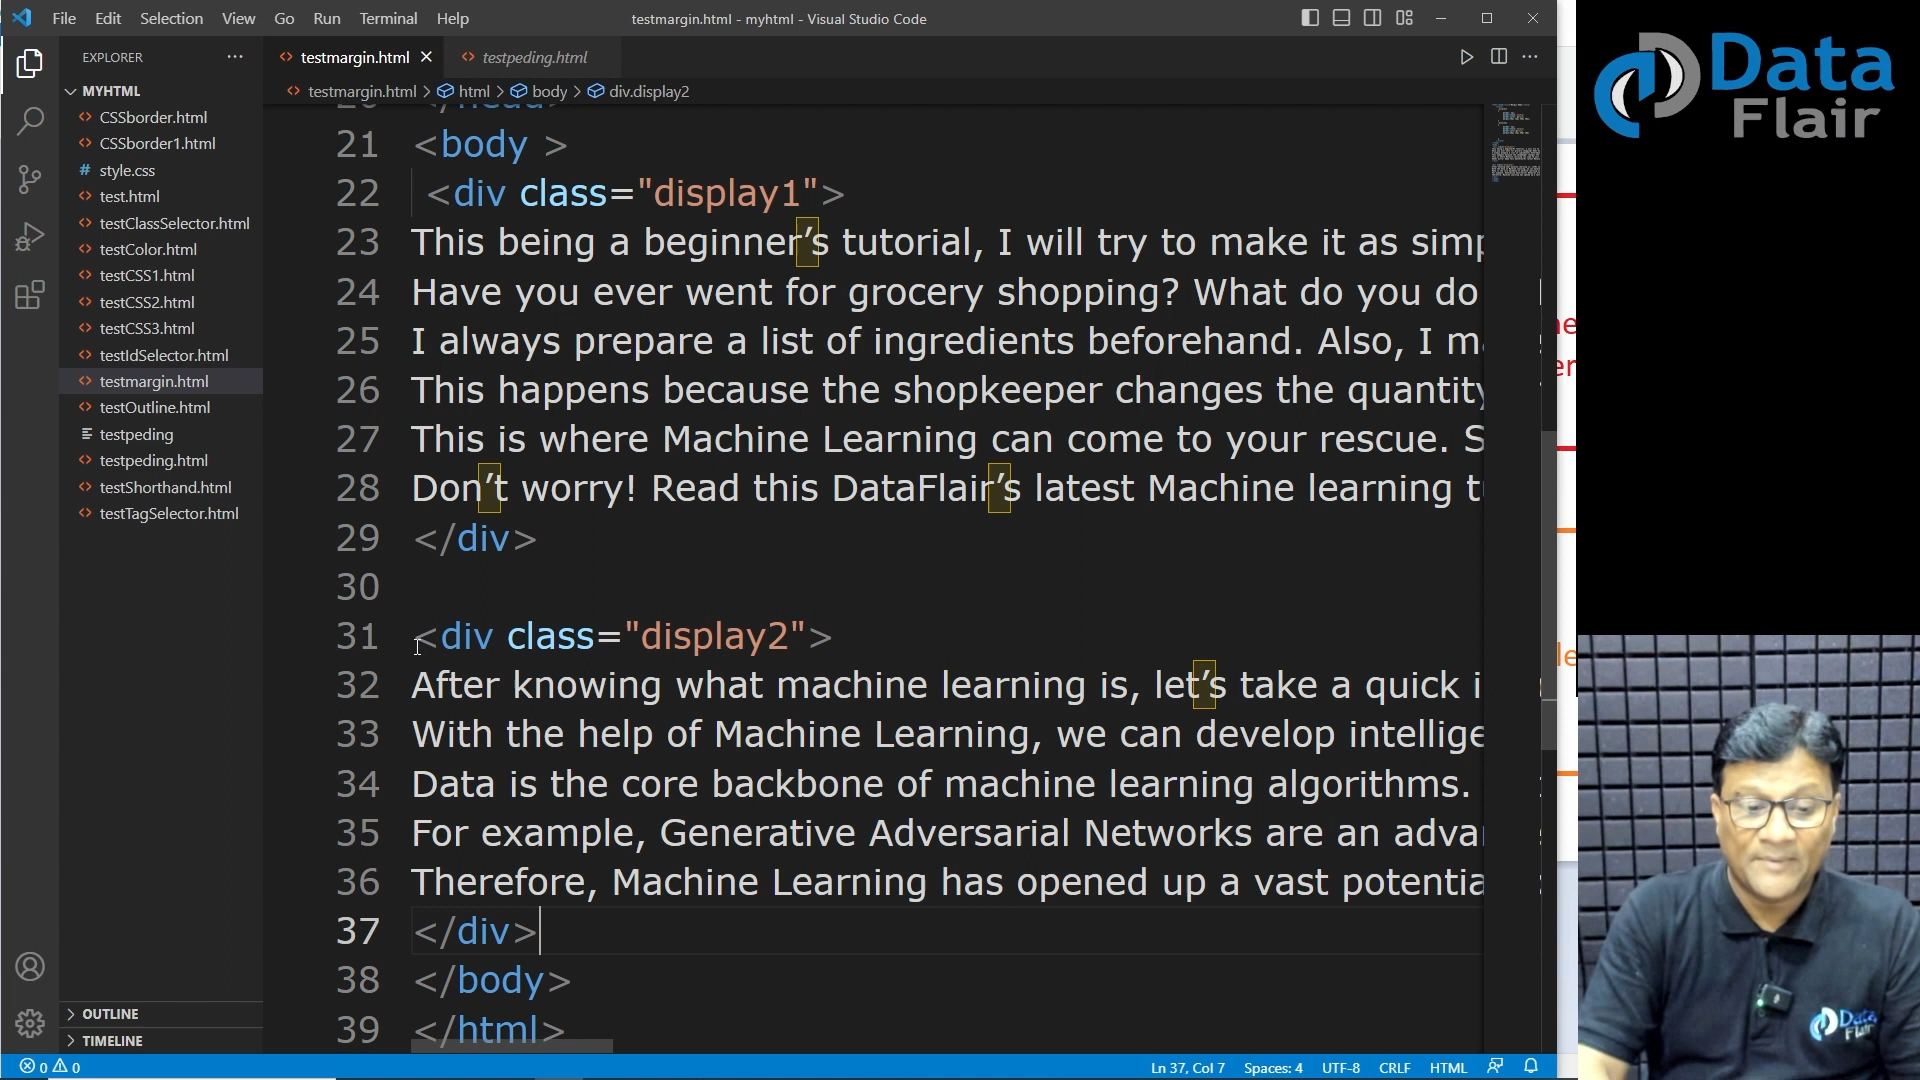 File Edit Selection View Go Run Terminal Help
testmargin.html - myhtml - Visual Studio Code
EXPLORER
testmargin.html
testpeding.html
testmargin.html > html > body > div.display2
MYHTML
CSSborder.html
CSSborder1.html
style.css
test.html
testClassSelector.html
testColor.html
testCSS1.html
testCSS2.html
testCSS3.html
testIdSelector.html
testmargin.html
testOutline.html
testpeding
testpeding.html
testShorthand.html
testTagSelector.html
OUTLINE
TIMELINE
20 </head>
21 <body >
22 <div class="display1">
23 This being a beginner’s tutorial, I will try to make it as simp
24 Have you ever went for grocery shopping? What do you do
25 I always prepare a list of ingredients beforehand. Also, I m
26 This happens because the shopkeeper changes the quantity
27 This is where Machine Learning can come to your rescue. S
28 Don’t worry! Read this DataFlair’s latest Machine learning t
29 </div>
30
31 <div class="display2">
32 After knowing what machine learning is, let’s take a quick i
33 With the help of Machine Learning, we can develop intellige
34 Data is the core backbone of machine learning algorithms.
35 For example, Generative Adversarial Networks are an adva
36 Therefore, Machine Learning has opened up a vast potentia
37 </div>
38 </body>
39 </html>
0 0
Ln 37, Col 7 Spaces: 4 UTF-8 CRLF HTML
Data
Flair
Data
Flair